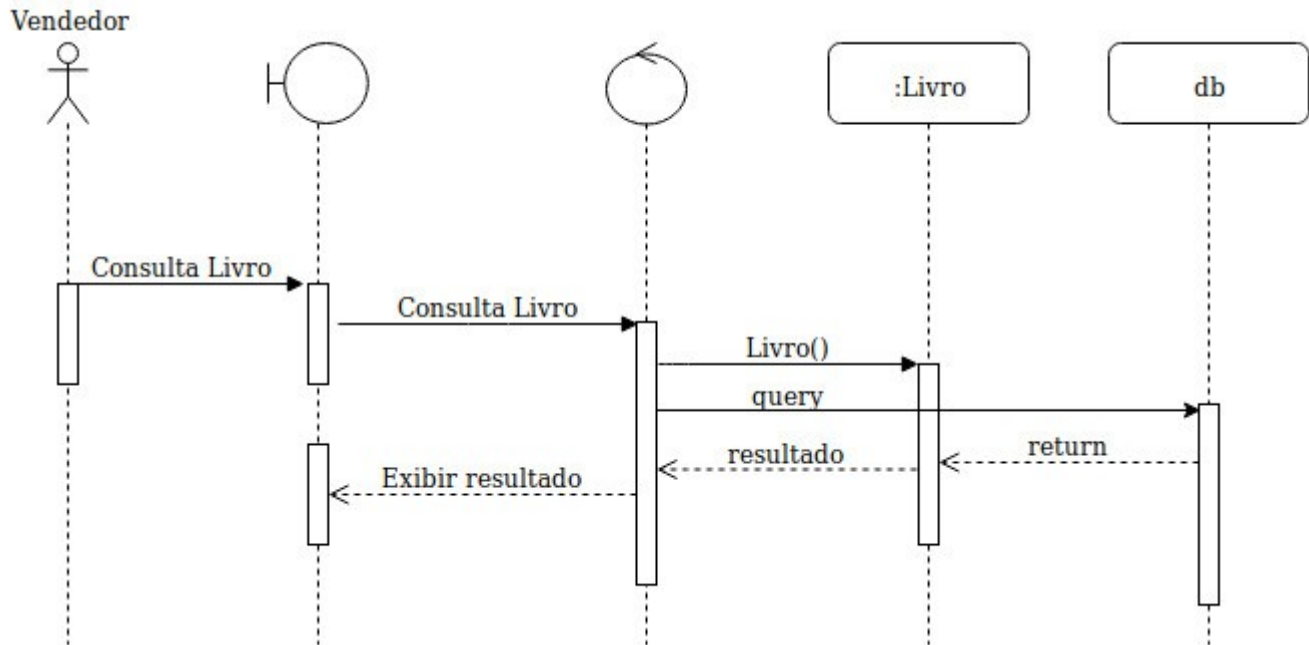 Vendedor
:Livro
db
Consulta Livro
Consulta Livro
Livro()
query
return
resultado
Exibir resultado